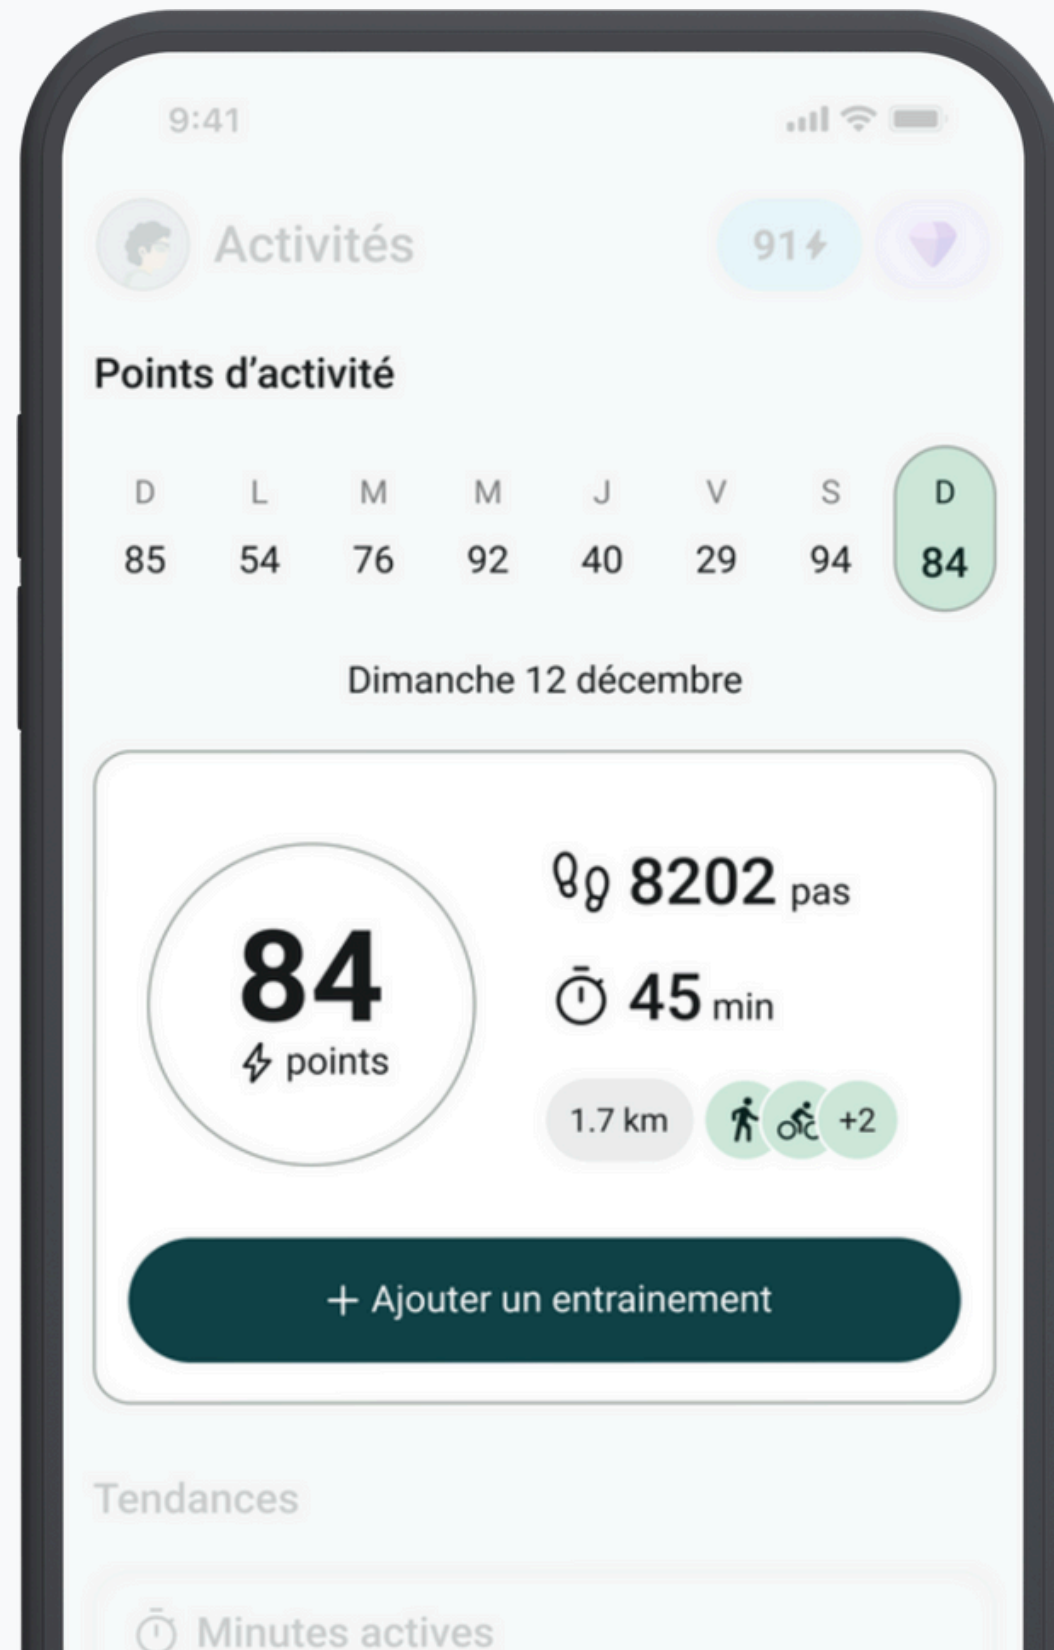 9:41
Activités 91
Points d’activité
D L M M J V S D
85 54 76 92 40 29 94 84
Dimanche 12 décembre
84
points
8202 pas
45 min
1.7 km +2
+ Ajouter un entrainement
Tendances
Minutes actives